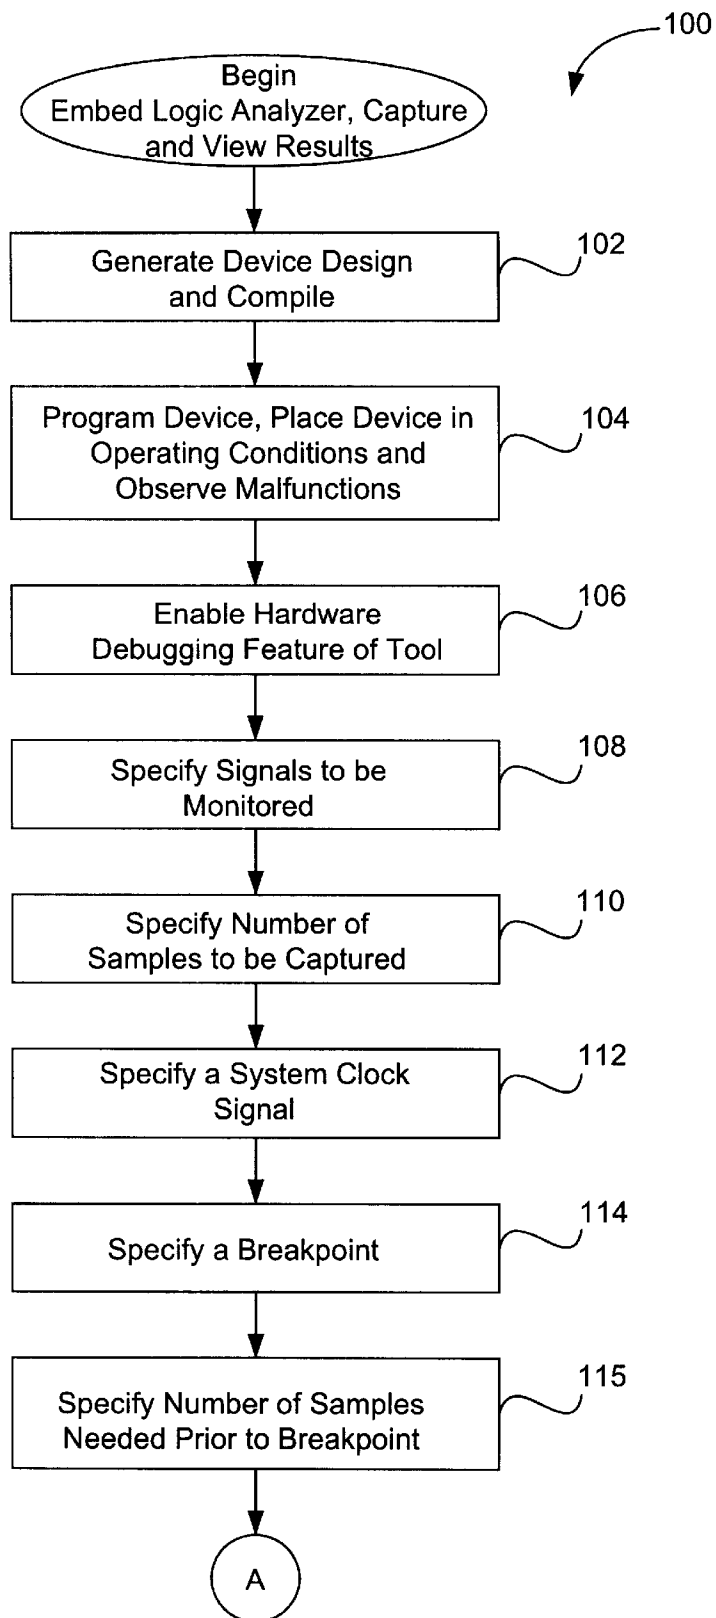 100
Begin
Embed Logic Analyzer, Capture
and View Results
102
Generate Device Design
and Compile
104
Program Device, Place Device in
Operating Conditions and
Observe Malfunctions
106
Enable Hardware
Debugging Feature of Tool
108
Specify Signals to be
Monitored
110
Specify Number of
Samples to be Captured
112
Specify a System Clock
Signal
114
Specify a Breakpoint
115
Specify Number of Samples
Needed Prior to Breakpoint
A